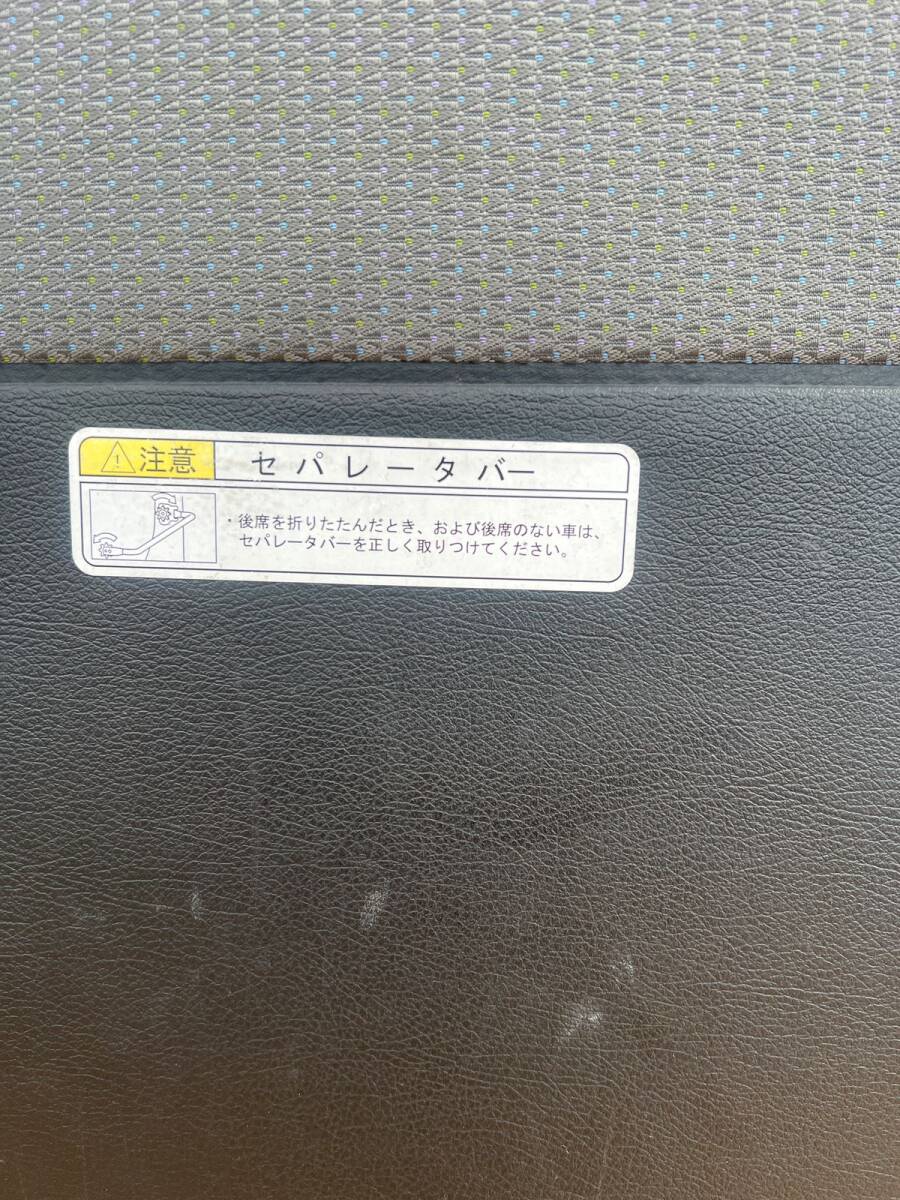 注意 セパレータバー
・後席を折りたたんだとき、および後席のない車は、
セパレータバーを正しく取りつけてください。